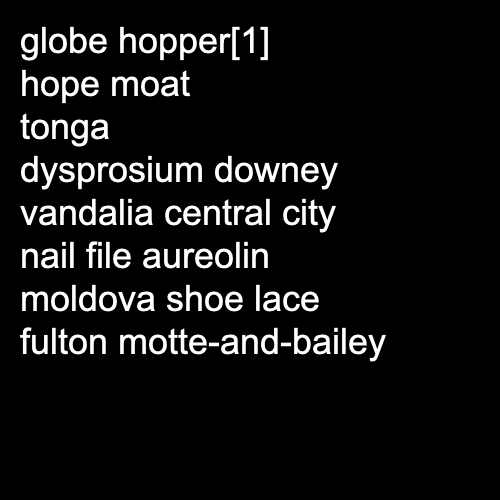 globe hopper[1]
hope moat
tonga
dysprosium downey
vandalia central city
nail file aureolin
moldova shoe lace
fulton motte-and-bailey